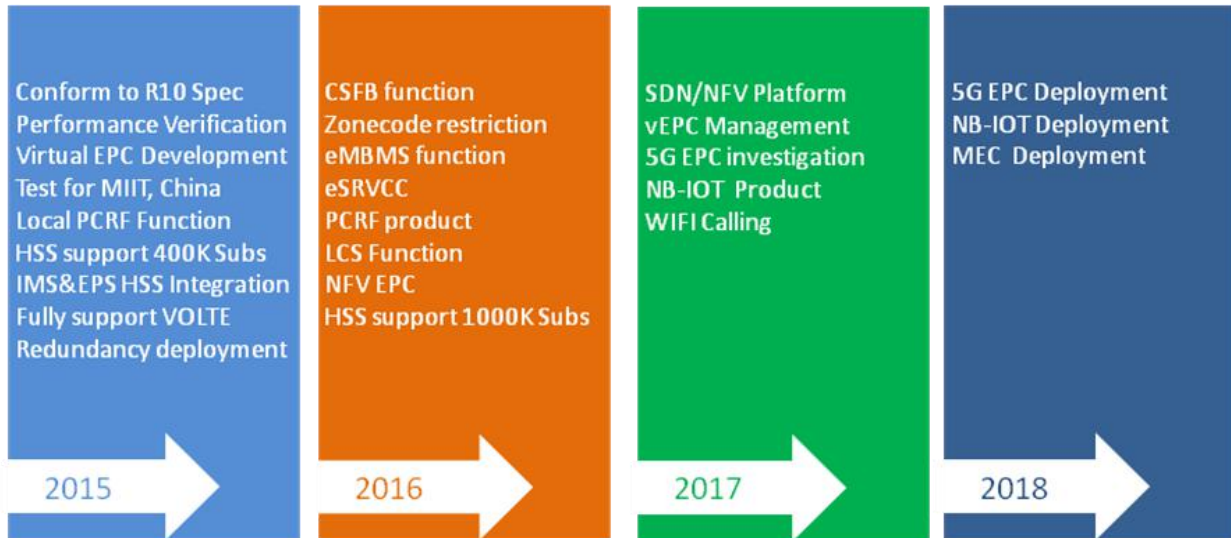 Conform to R10 Spec
Performance Verification
Virtual EPC Development
Test for MIIT, China
Local PCRF Function
HSS support 400K Subs
IMS&EPS HSS Integration
Fully support VOLTE
Redundancy deployment
2015
CSFB function
Zonecode restriction
eMBMS function
eSRVCC
PCRF product
LCS Function
NFV EPC
HSS support 1000K Subs
2016
SDN/NFV Platform
vEPC Management
5G EPC investigation
NB-IOT Product
WIFI Calling
2017
5G EPC Deployment
NB-IOT Deployment
MEC Deployment
2018